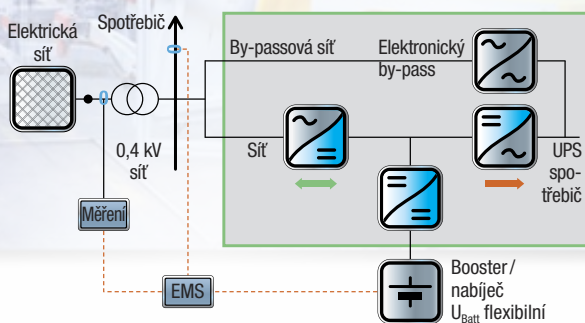 Elektrická
síť
Spotřebič
By-passová síť
Elektronický
by-pass
0,4 kV
síť
Síť
UPS
spo-
třebič
Měření
EMS
Booster/
nabíječ
U_Batt flexibilní